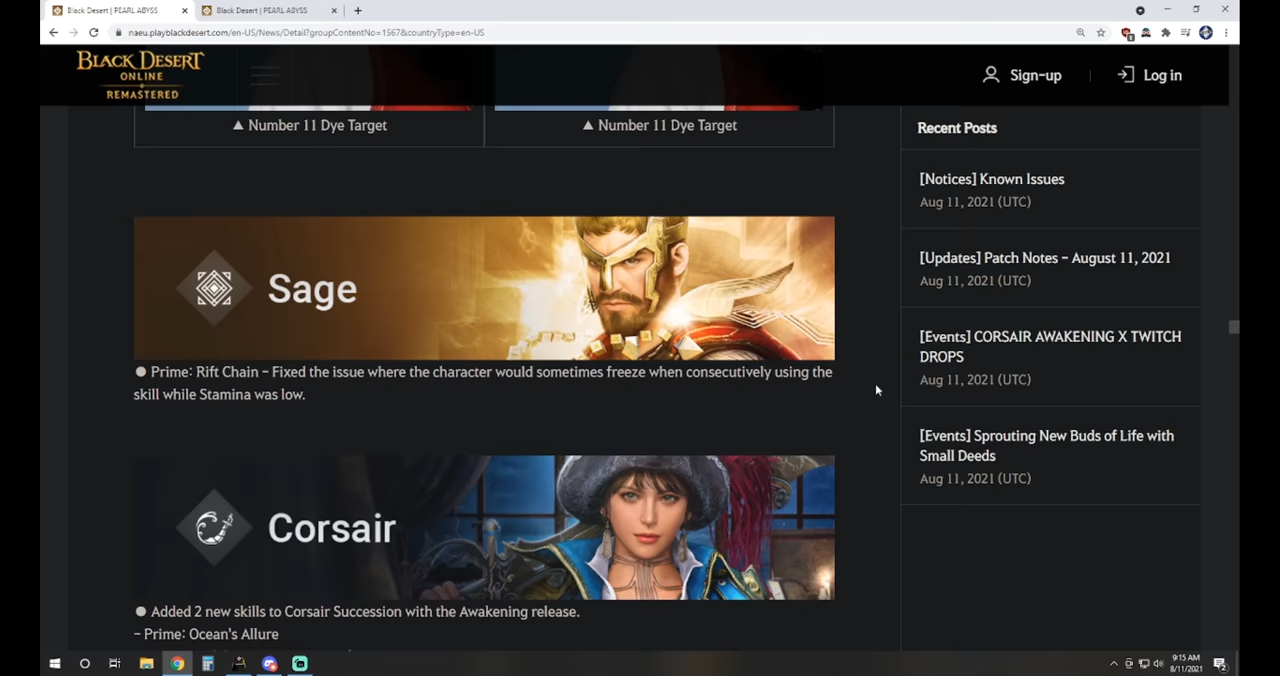 Black Desert | PEARL ABYSS
Black Desert | PEARL ABYSS
naeu.playblackdesert.com/en-US/News/Detail?groupContentNo=1567&countryType=en-US
BLACK DESERT
ONLINE
REMASTERED
Sign-up
Log in
▲ Number 11 Dye Target
▲ Number 11 Dye Target
Sage
● Prime: Rift Chain – Fixed the issue where the character would sometimes freeze when consecutively using the
skill while Stamina was low.
Corsair
● Added 2 new skills to Corsair Succession with the Awakening release.
– Prime: Ocean's Allure
Recent Posts
[Notices] Known Issues
Aug 11, 2021 (UTC)
[Updates] Patch Notes – August 11, 2021
Aug 11, 2021 (UTC)
[Events] CORSAIR AWAKENING X TWITCH
DROPS
Aug 11, 2021 (UTC)
[Events] Sprouting New Buds of Life with
Small Deeds
Aug 11, 2021 (UTC)
9:15 AM
8/11/2021